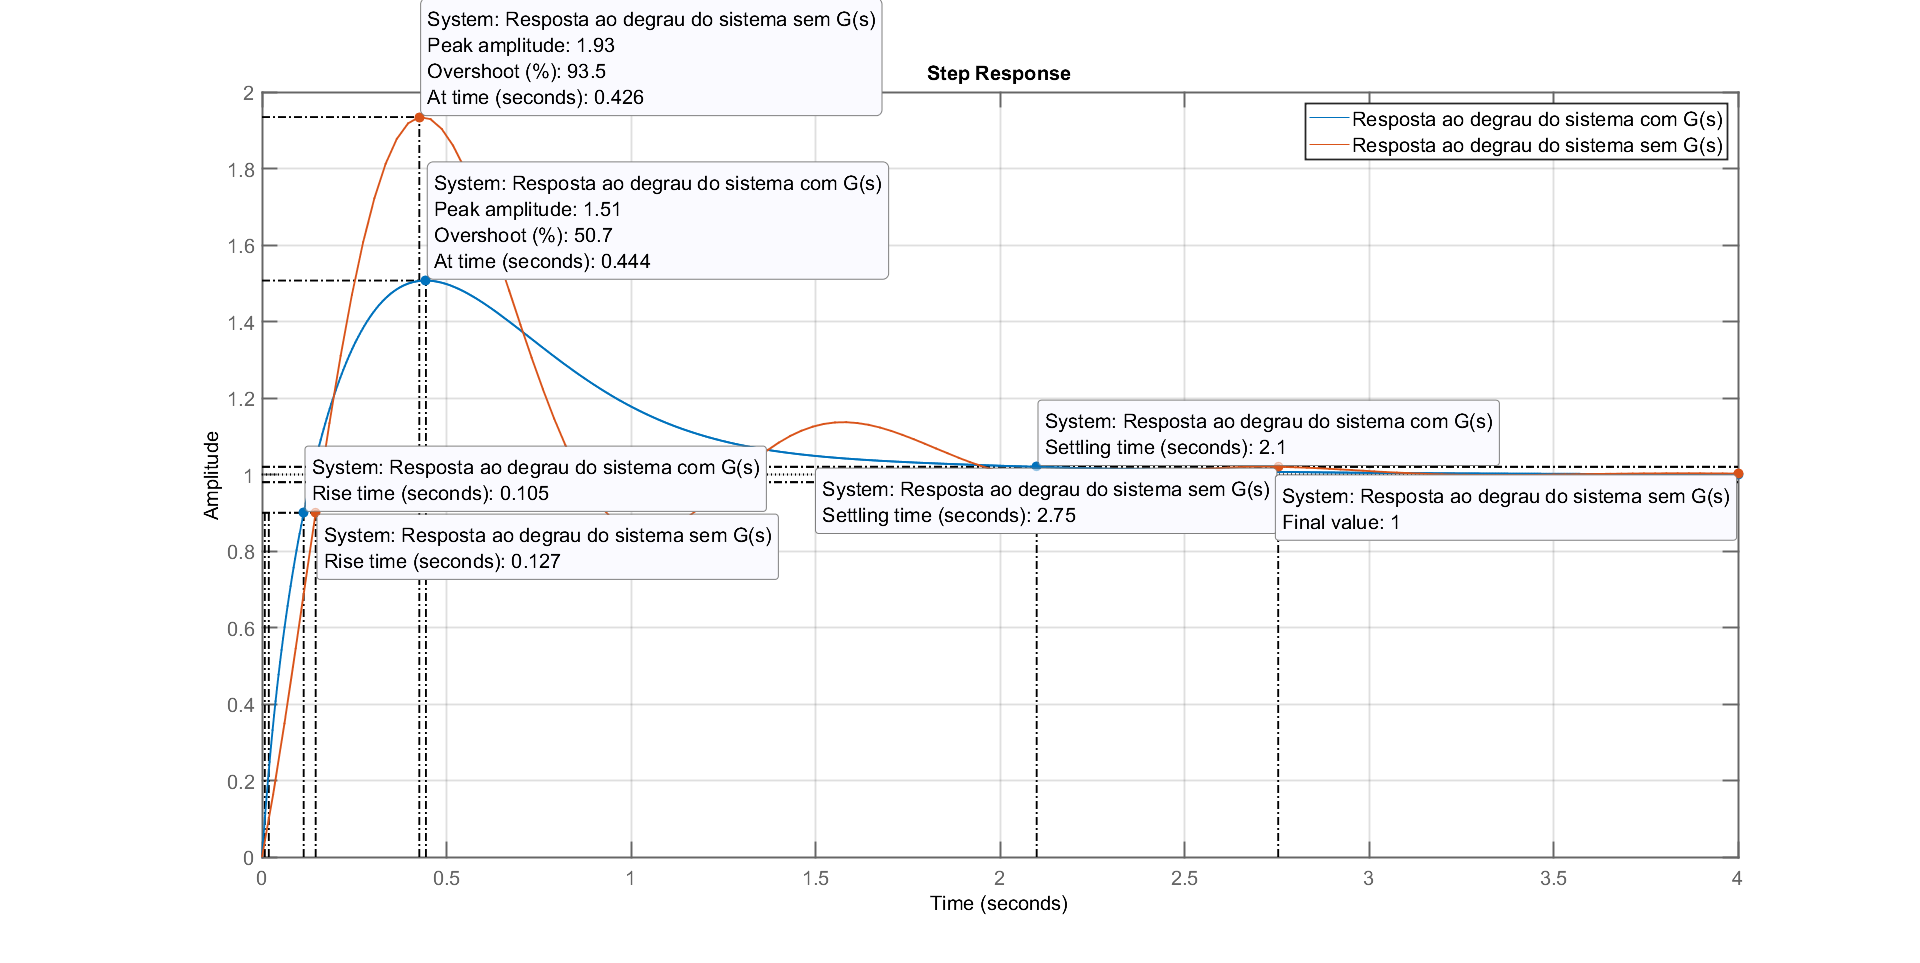 System: Resposta ao degrau do sistema sem G(s)
Peak amplitude: 1.93
Overshoot (%): 93.5
At time (seconds): 0.426
Step Response
Resposta ao degrau do sistema com G(s)
Resposta ao degrau do sistema sem G(s)
System: Resposta ao degrau do sistema com G(s)
Peak amplitude: 1.51
Overshoot (%): 50.7
At time (seconds): 0.444
System: Resposta ao degrau do sistema com G(s)
Settling time (seconds): 2.1
System: Resposta ao degrau do sistema com G(s)
Rise time (seconds): 0.105
System: Resposta ao degrau do sistema sem G(s)
Settling time (seconds): 2.75
System: Resposta ao degrau do sistema sem G(s)
Final value: 1
System: Resposta ao degrau do sistema sem G(s)
Rise time (seconds): 0.127
Amplitude
2
1.8
1.6
1.4
1.2
1
0.8
0.6
0.4
0.2
0
0
0.5
1
1.5
2
2.5
3
3.5
4
Time (seconds)